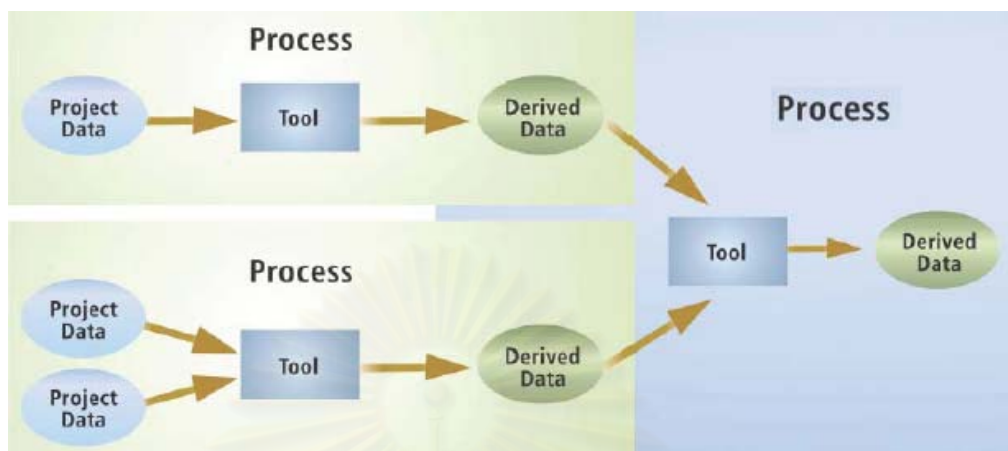 Process
Project
Data
Tool
Derived
Data
Process
Project
Data
Project
Data
Tool
Derived
Data
Process
Tool
Derived
Data